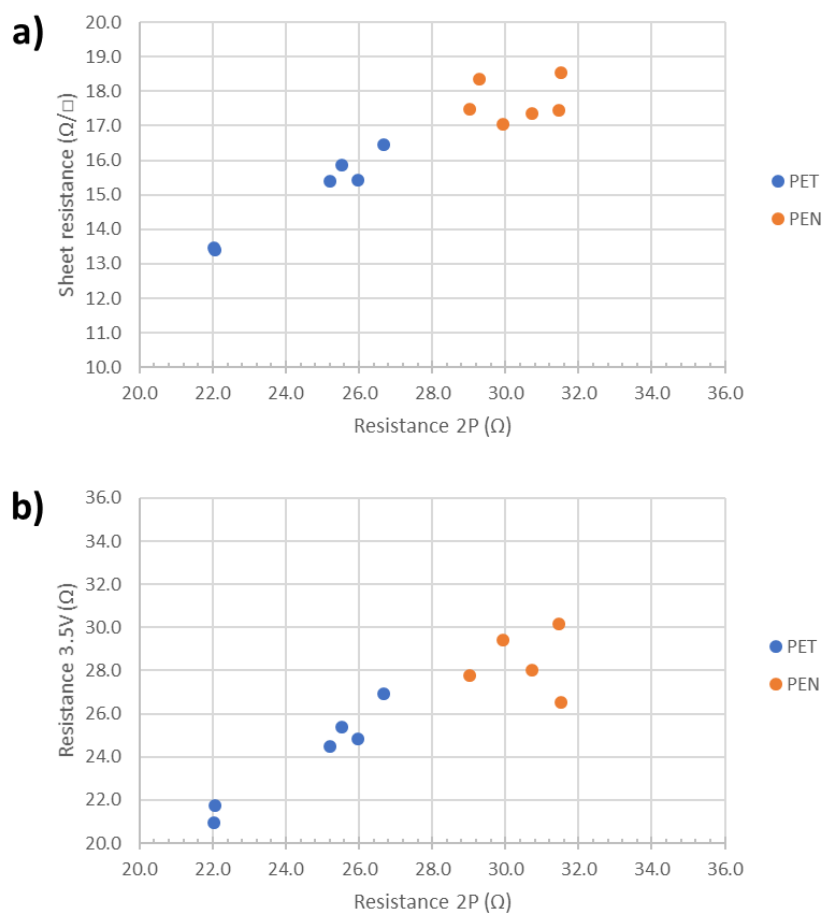 a)
Sheet resistance (Ω/□)
20.0
19.0
18.0
17.0
16.0
15.0
14.0
13.0
12.0
11.0
10.0
20.0 22.0 24.0 26.0 28.0 30.0 32.0 34.0 36.0
Resistance 2P (Ω)
PET
PEN
b)
Resistance 3.5V (Ω)
36.0
34.0
32.0
30.0
28.0
26.0
24.0
22.0
20.0
20.0 22.0 24.0 26.0 28.0 30.0 32.0 34.0 36.0
Resistance 2P (Ω)
PET
PEN